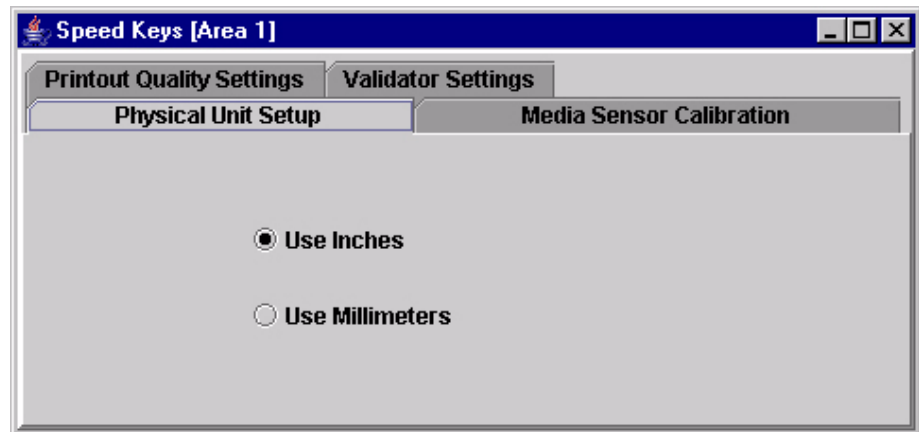 Speed Keys [Area 1]
Printout Quality Settings Validator Settings
Physical Unit Setup Media Sensor Calibration
Use Inches
Use Millimeters